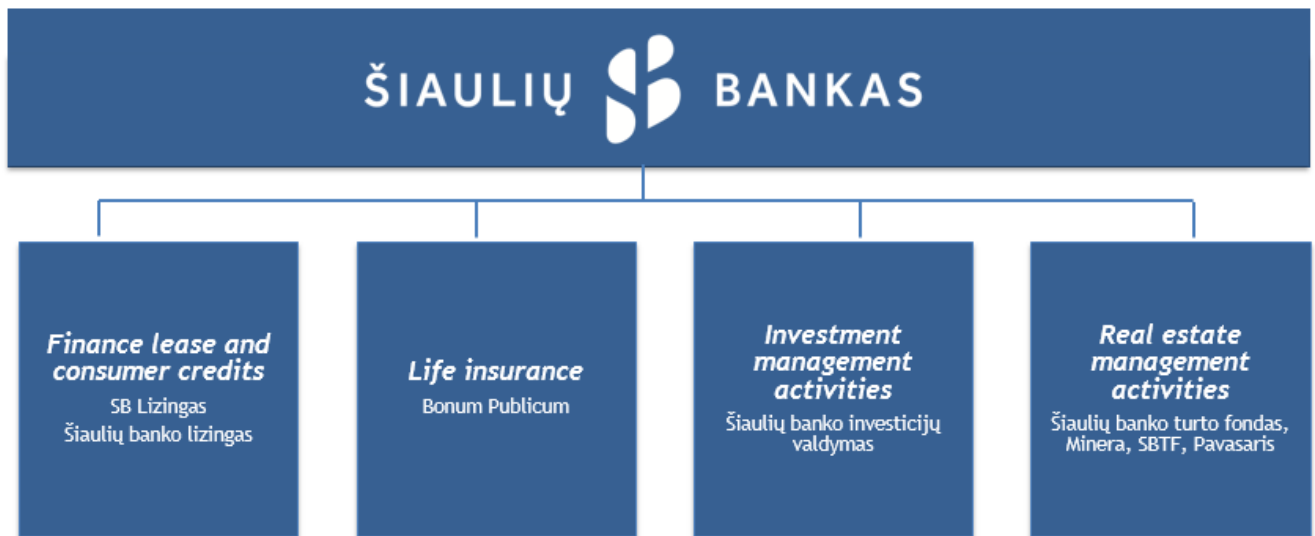 ŠIAULIŲ BANKAS
Finance lease and
consumer credits
SB Lizingas
Šiaulių banko lizingas
Life insurance
Bonum Publicum
Investment
management
activities
Šiaulių banko investicijų
valdymas
Real estate
management
activities
Šiaulių banko turto fondas,
Minera, SBTF, Pavasaris